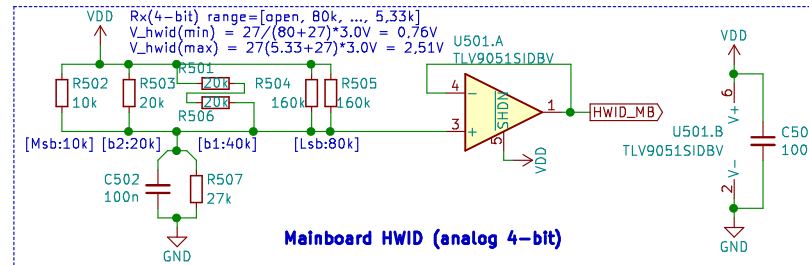 Rx(4-bit) range=[open, 80k, ..., 5,33k]
VDD
V_hwid(min) = 27/(80+27)*3.0V = 0,76V
V_hwid(max) = 27(5.33+27)*3.0V = 2,51V
U501.A
TLV9051SIDBV
VDD
R502
10k
R503
20k
R501
20k
20k
R506
R504
160k
R505
160k
4
-
3
+
SHDN
5
1
HWID_MB
VDD
[Msb:10k]
[b2:20k]
[b1:40k]
[Lsb:80k]
6
V+
U501.B
TLV9051SIDBV
V-
2
C50
100
C502
100n
R507
27k
GND
GND
Mainboard HWID (analog 4-bit)